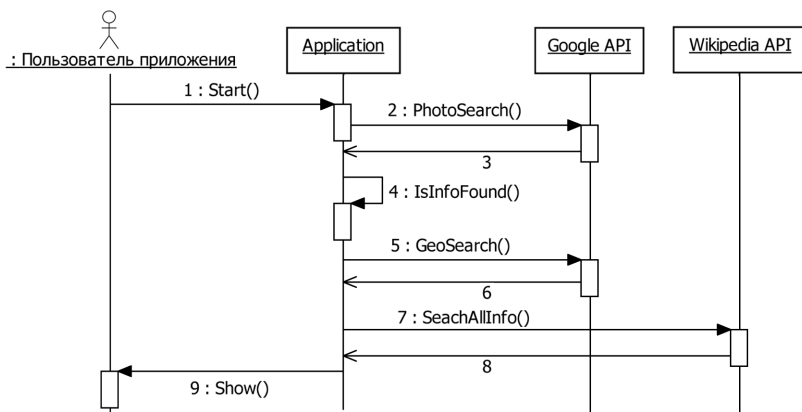 : Пользователь приложения
Application
Google API
Wikipedia API
1 : Start()
2 : PhotoSearch()
3
4 : IsInfoFound()
5 : GeoSearch()
6
7 : SeachAllInfo()
8
9 : Show()